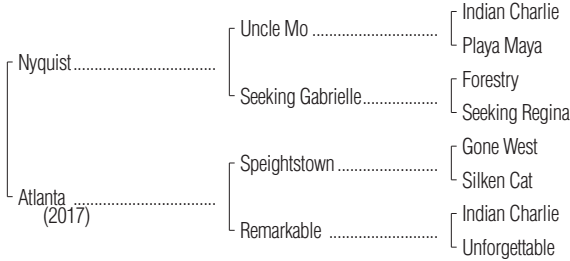 Indian Charlie
Uncle Mo ................................
Playa Maya
Nyquist ....................................
Forestry
Seeking Gabrielle...................
Seeking Regina
Gone West
Speightstown .........................
Silken Cat
Atlanta ....................................
(2017)
Indian Charlie
Remarkable ...........................
Unforgettable